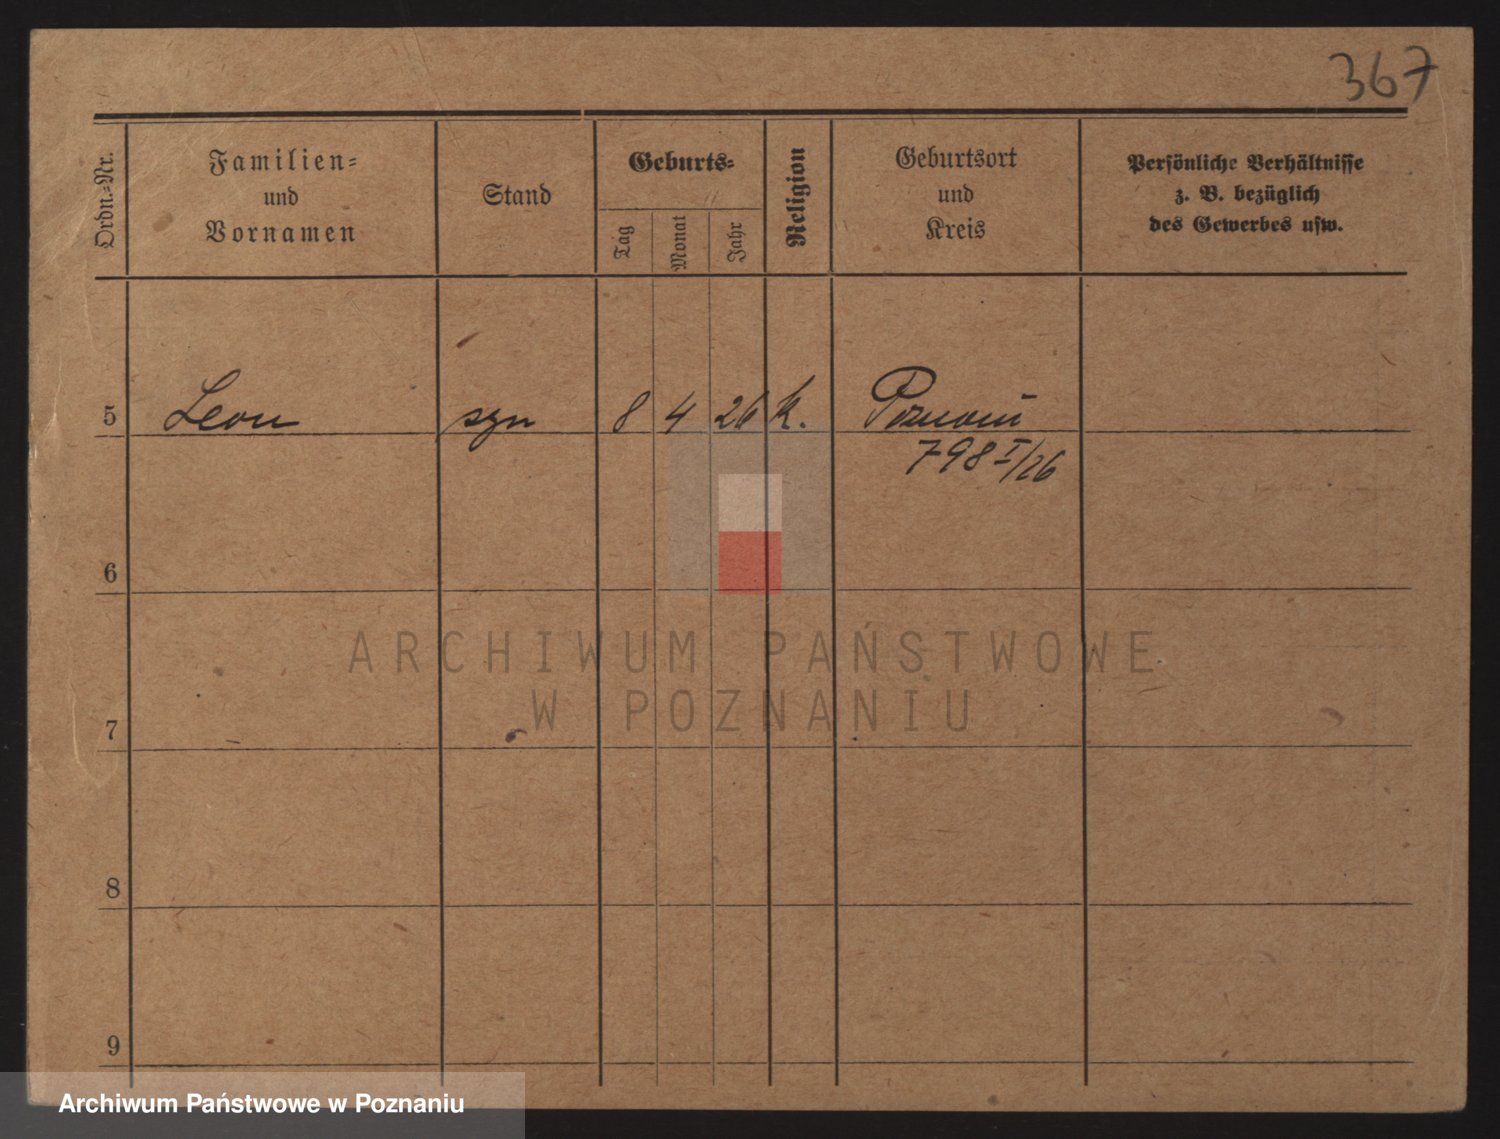 367
Ordn.-Nr.
Familien-
und
Vornamen
Stand
Geburts-
Tag
Monat
Jahr
Religion
Geburtsort
und
Kreis
Persönliche Verhältnisse
z. B. bezüglich
des Gewerbes usw.
5 Leon syn 8 4 26 k. Poznań
798 I/26
6
ARCHIWUM PAŃSTWOWE
W POZNANIU
7
8
9
Archiwum Państwowe w Poznaniu